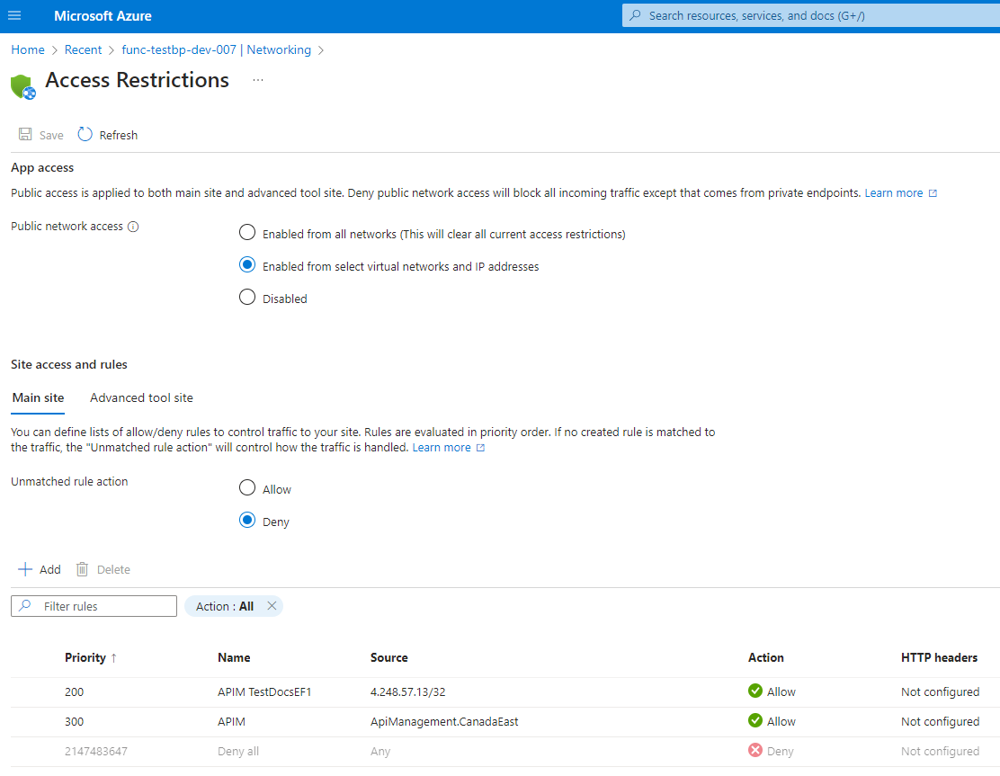 Microsoft Azure
Search resources, services, and docs (G+/)
Home > Recent > func-testbp-dev-007 | Networking >
Access Restrictions ...
Save Refresh
App access
Public access is applied to both main site and advanced tool site. Deny public network access will block all incoming traffic except that comes from private endpoints. Learn more
Public network access
Enabled from all networks (This will clear all current access restrictions)
Enabled from select virtual networks and IP addresses
Disabled
Site access and rules
Main site Advanced tool site
You can define lists of allow/deny rules to control traffic to your site. Rules are evaluated in priority order. If no created rule is matched to
the traffic, the "Unmatched rule action" will control how the traffic is handled. Learn more
Unmatched rule action
Allow
Deny
Add Delete
Filter rules Action : All
Priority ↑ Name Source Action HTTP headers
200 APIM TestDocsEF1 4.248.57.13/32 Allow Not configured
300 APIM ApiManagement.CanadaEast Allow Not configured
2147483647 Deny all Any Deny Not configured